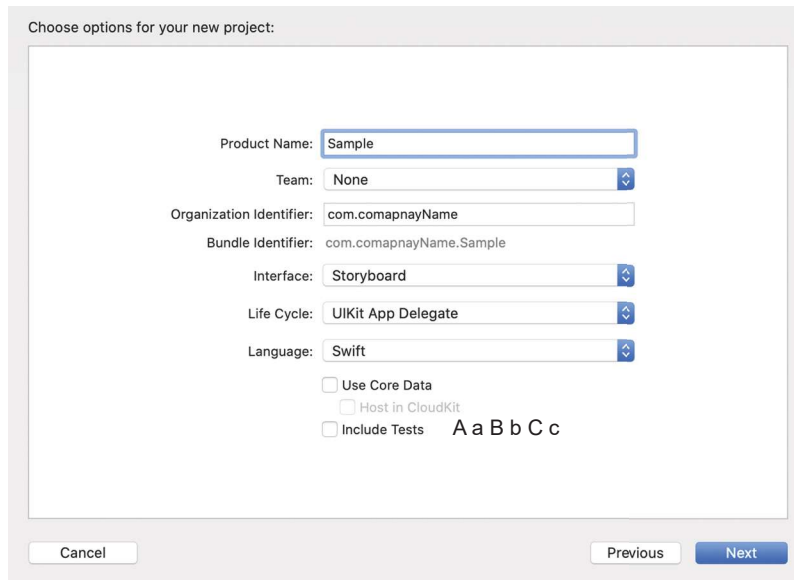 Choose options for your new project:
Product Name: Sample
Team: None
Organization Identifier: com.comapnayName
Bundle Identifier: com.comapnayName.Sample
Interface: Storyboard
Life Cycle: UIKit App Delegate
Language: Swift
Use Core Data
Host in CloudKit
Include Tests A a B b C c
Cancel Previous Next